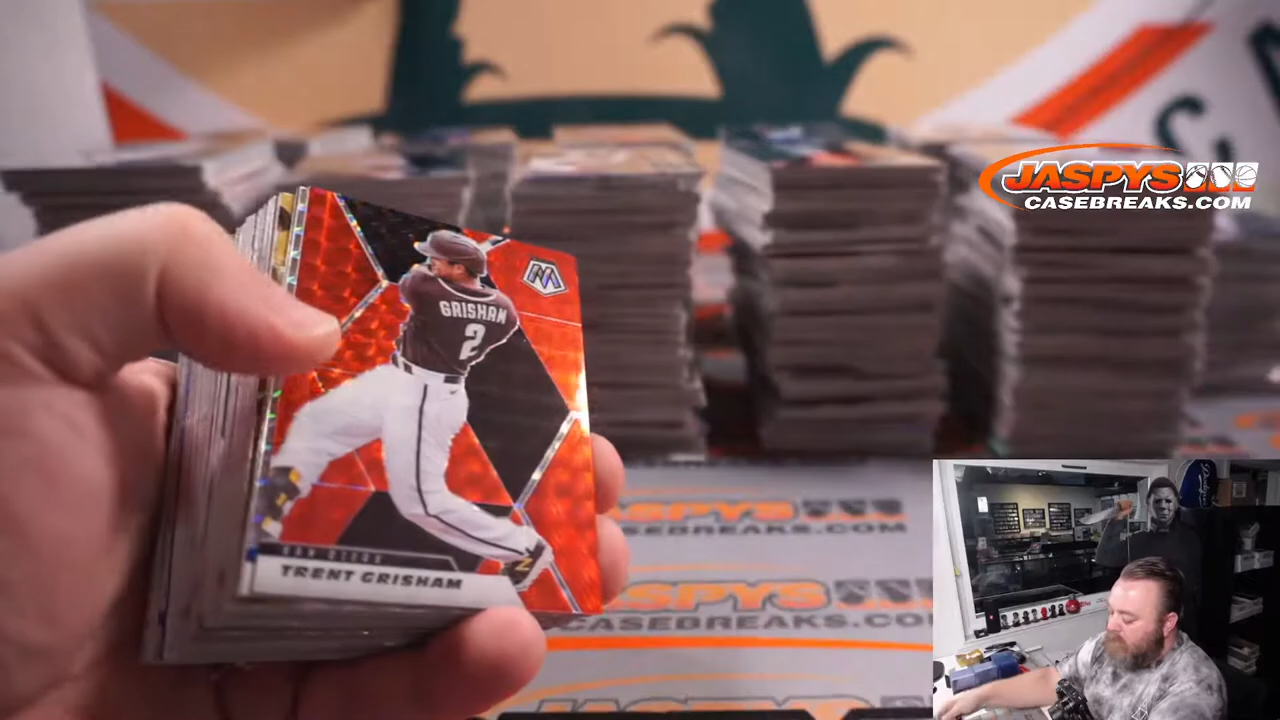 JASPYS
CASEBREAKS.COM
GRISHAM
2
SAN DIEGO
TRENT GRISHAM
JASPYS
CASEBREAKS.COM
JASPYS
CASEBREAKS.COM